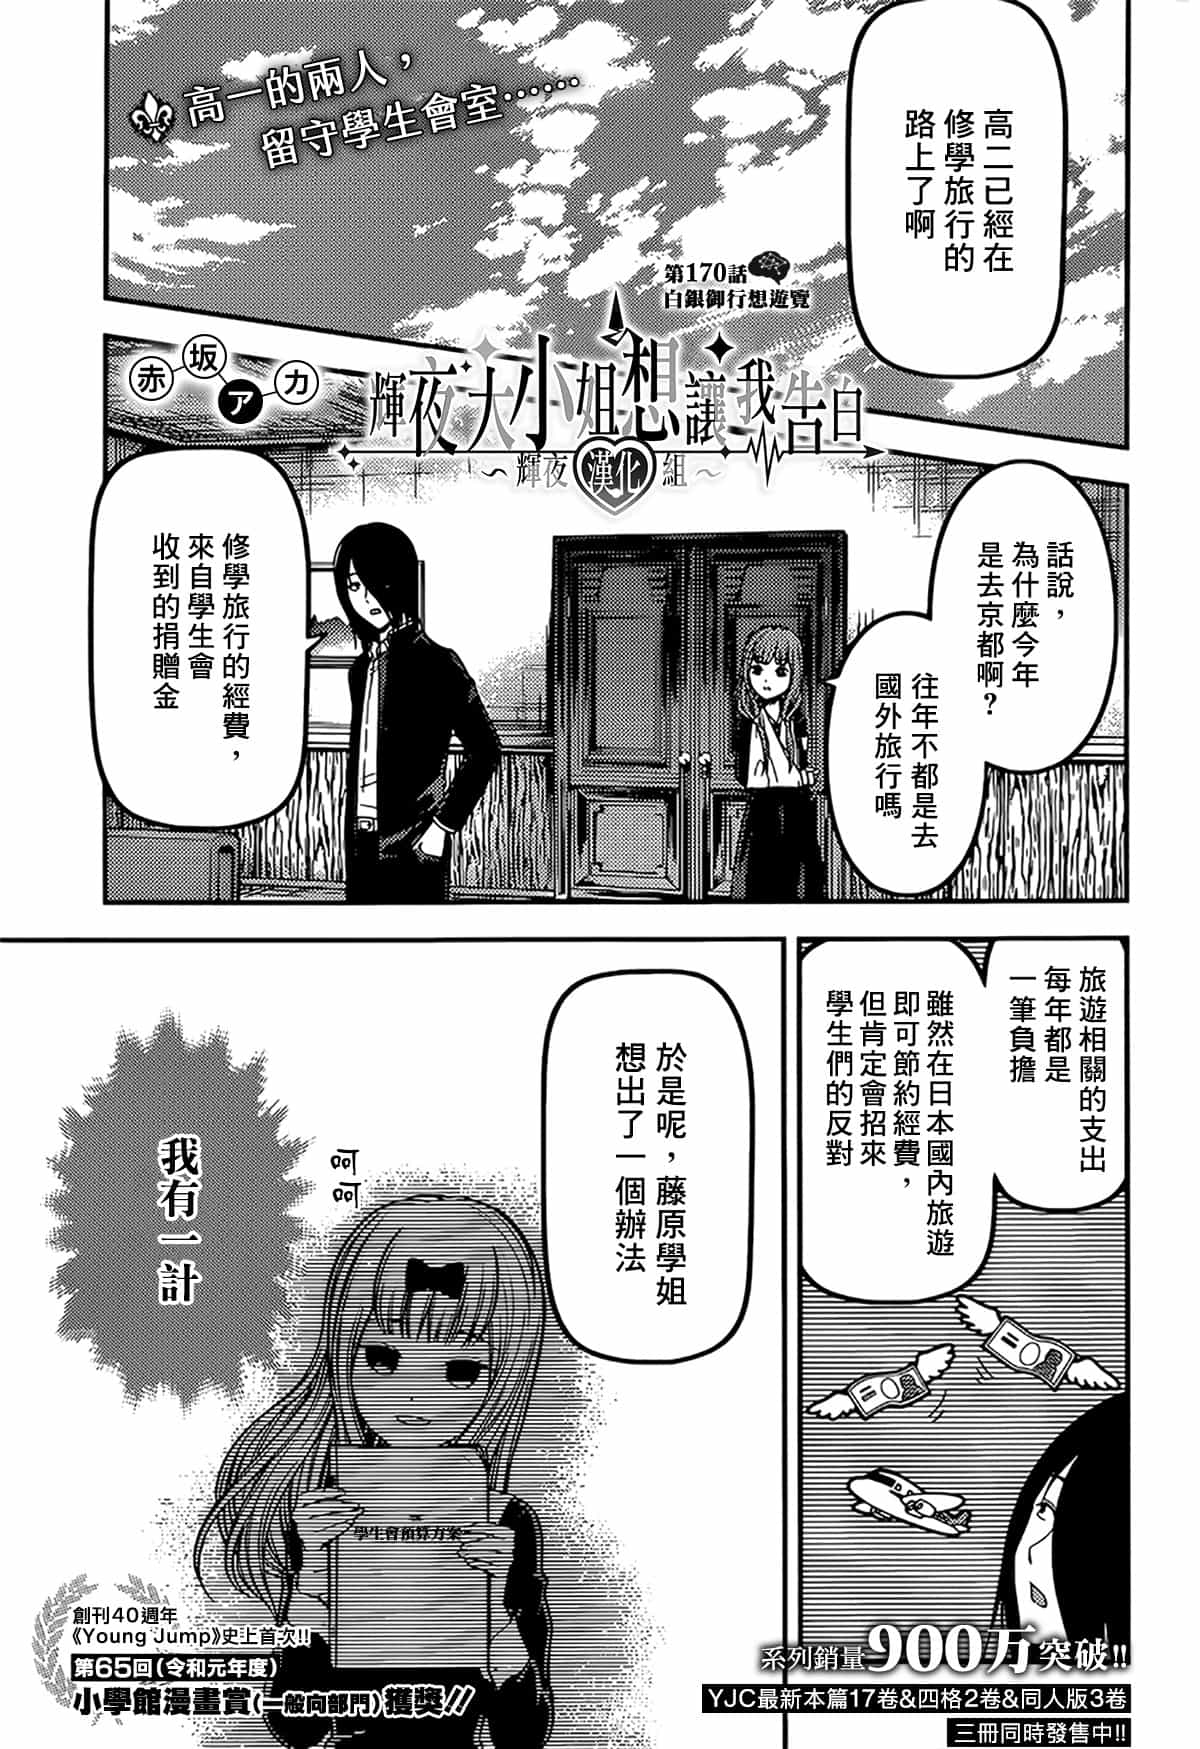 高一的兩人，
留守學生會室……
高二已經在
修學旅行的
路上了啊
第170話
白銀御行想遊覽
赤坂アカ
輝夜大小姐想讓我告白
～輝夜漢化組～
話說，
為什麼今年
是去京都啊?
往年不都是去
國外旅行嗎
修學旅行的經費，
來自學生會
收到的捐贈金
旅遊相關的支出
每年都是
一筆負擔
雖然在日本國內旅遊
即可節約經費，
但肯定會招來
學生們的反對
於是呢，藤原學姐
想出了一個辦法
呵
呵
我有一計
學生會預算方案
創刊40週年
《Young Jump》史上首次!!
第65回(令和元年度)
小學館漫畫賞(一般向部門)獲獎!!
系列銷量900万突破!!
YJC最新本篇17卷&四格2卷&同人版3卷
三冊同時發售中!!